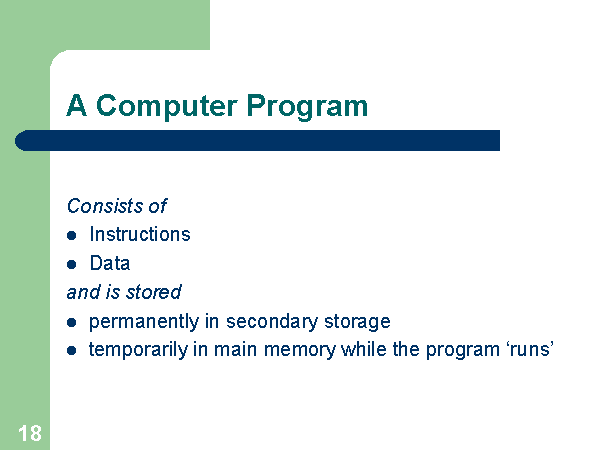 A Computer Program
Consists of
● Instructions
● Data
and is stored
● permanently in secondary storage
● temporarily in main memory while the program ‘runs’
18